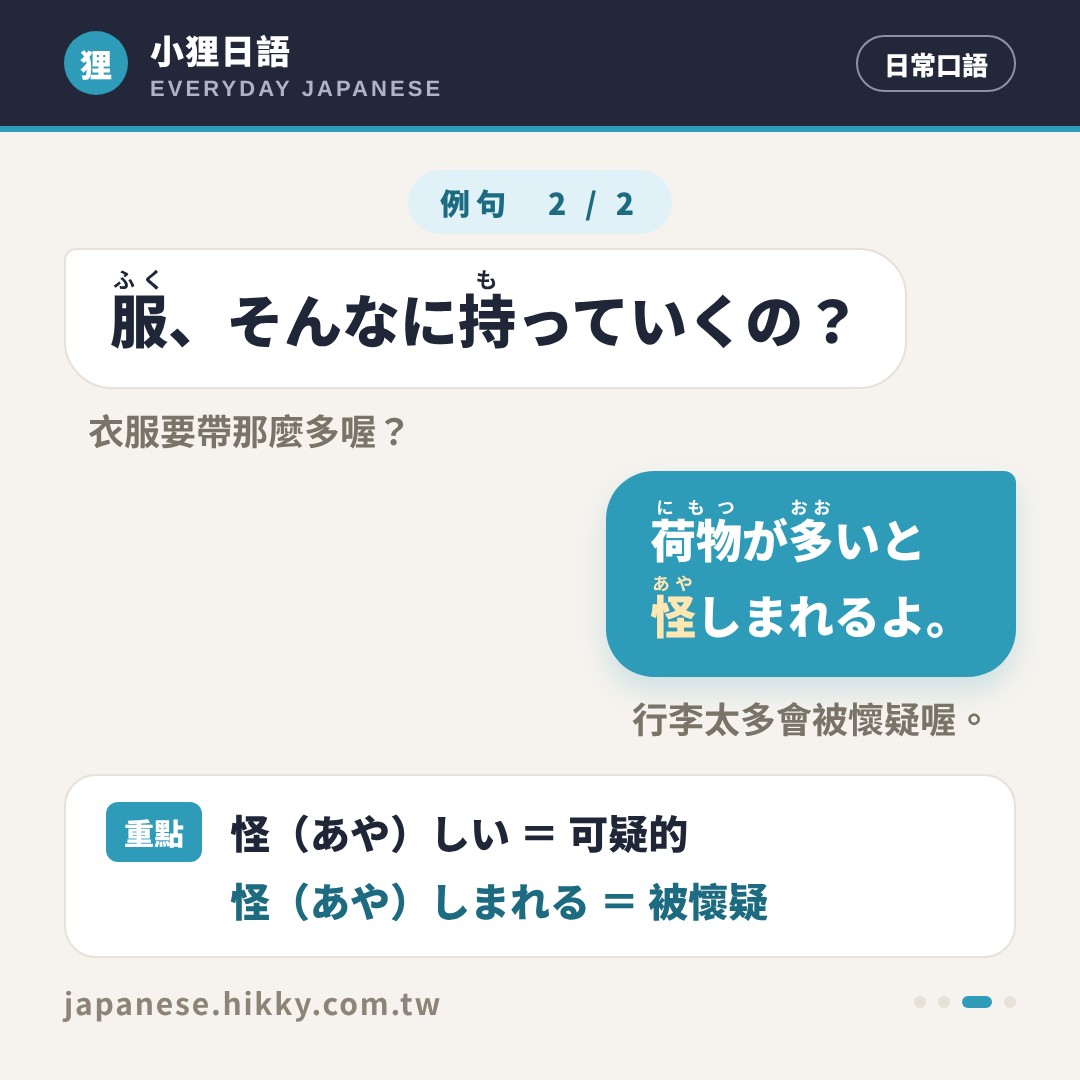 狸
小狸日語
EVERYDAY JAPANESE
日常口語
例句 2 / 2
ふく も
服、そんなに持っていくの？
衣服要帶那麼多喔？
にもつ おお
荷物が多いと
あや
怪しまれるよ。
行李太多會被懷疑喔。
重點 怪（あや）しい ＝ 可疑的
怪（あや）しまれる ＝ 被懷疑
japanese.hikky.com.tw